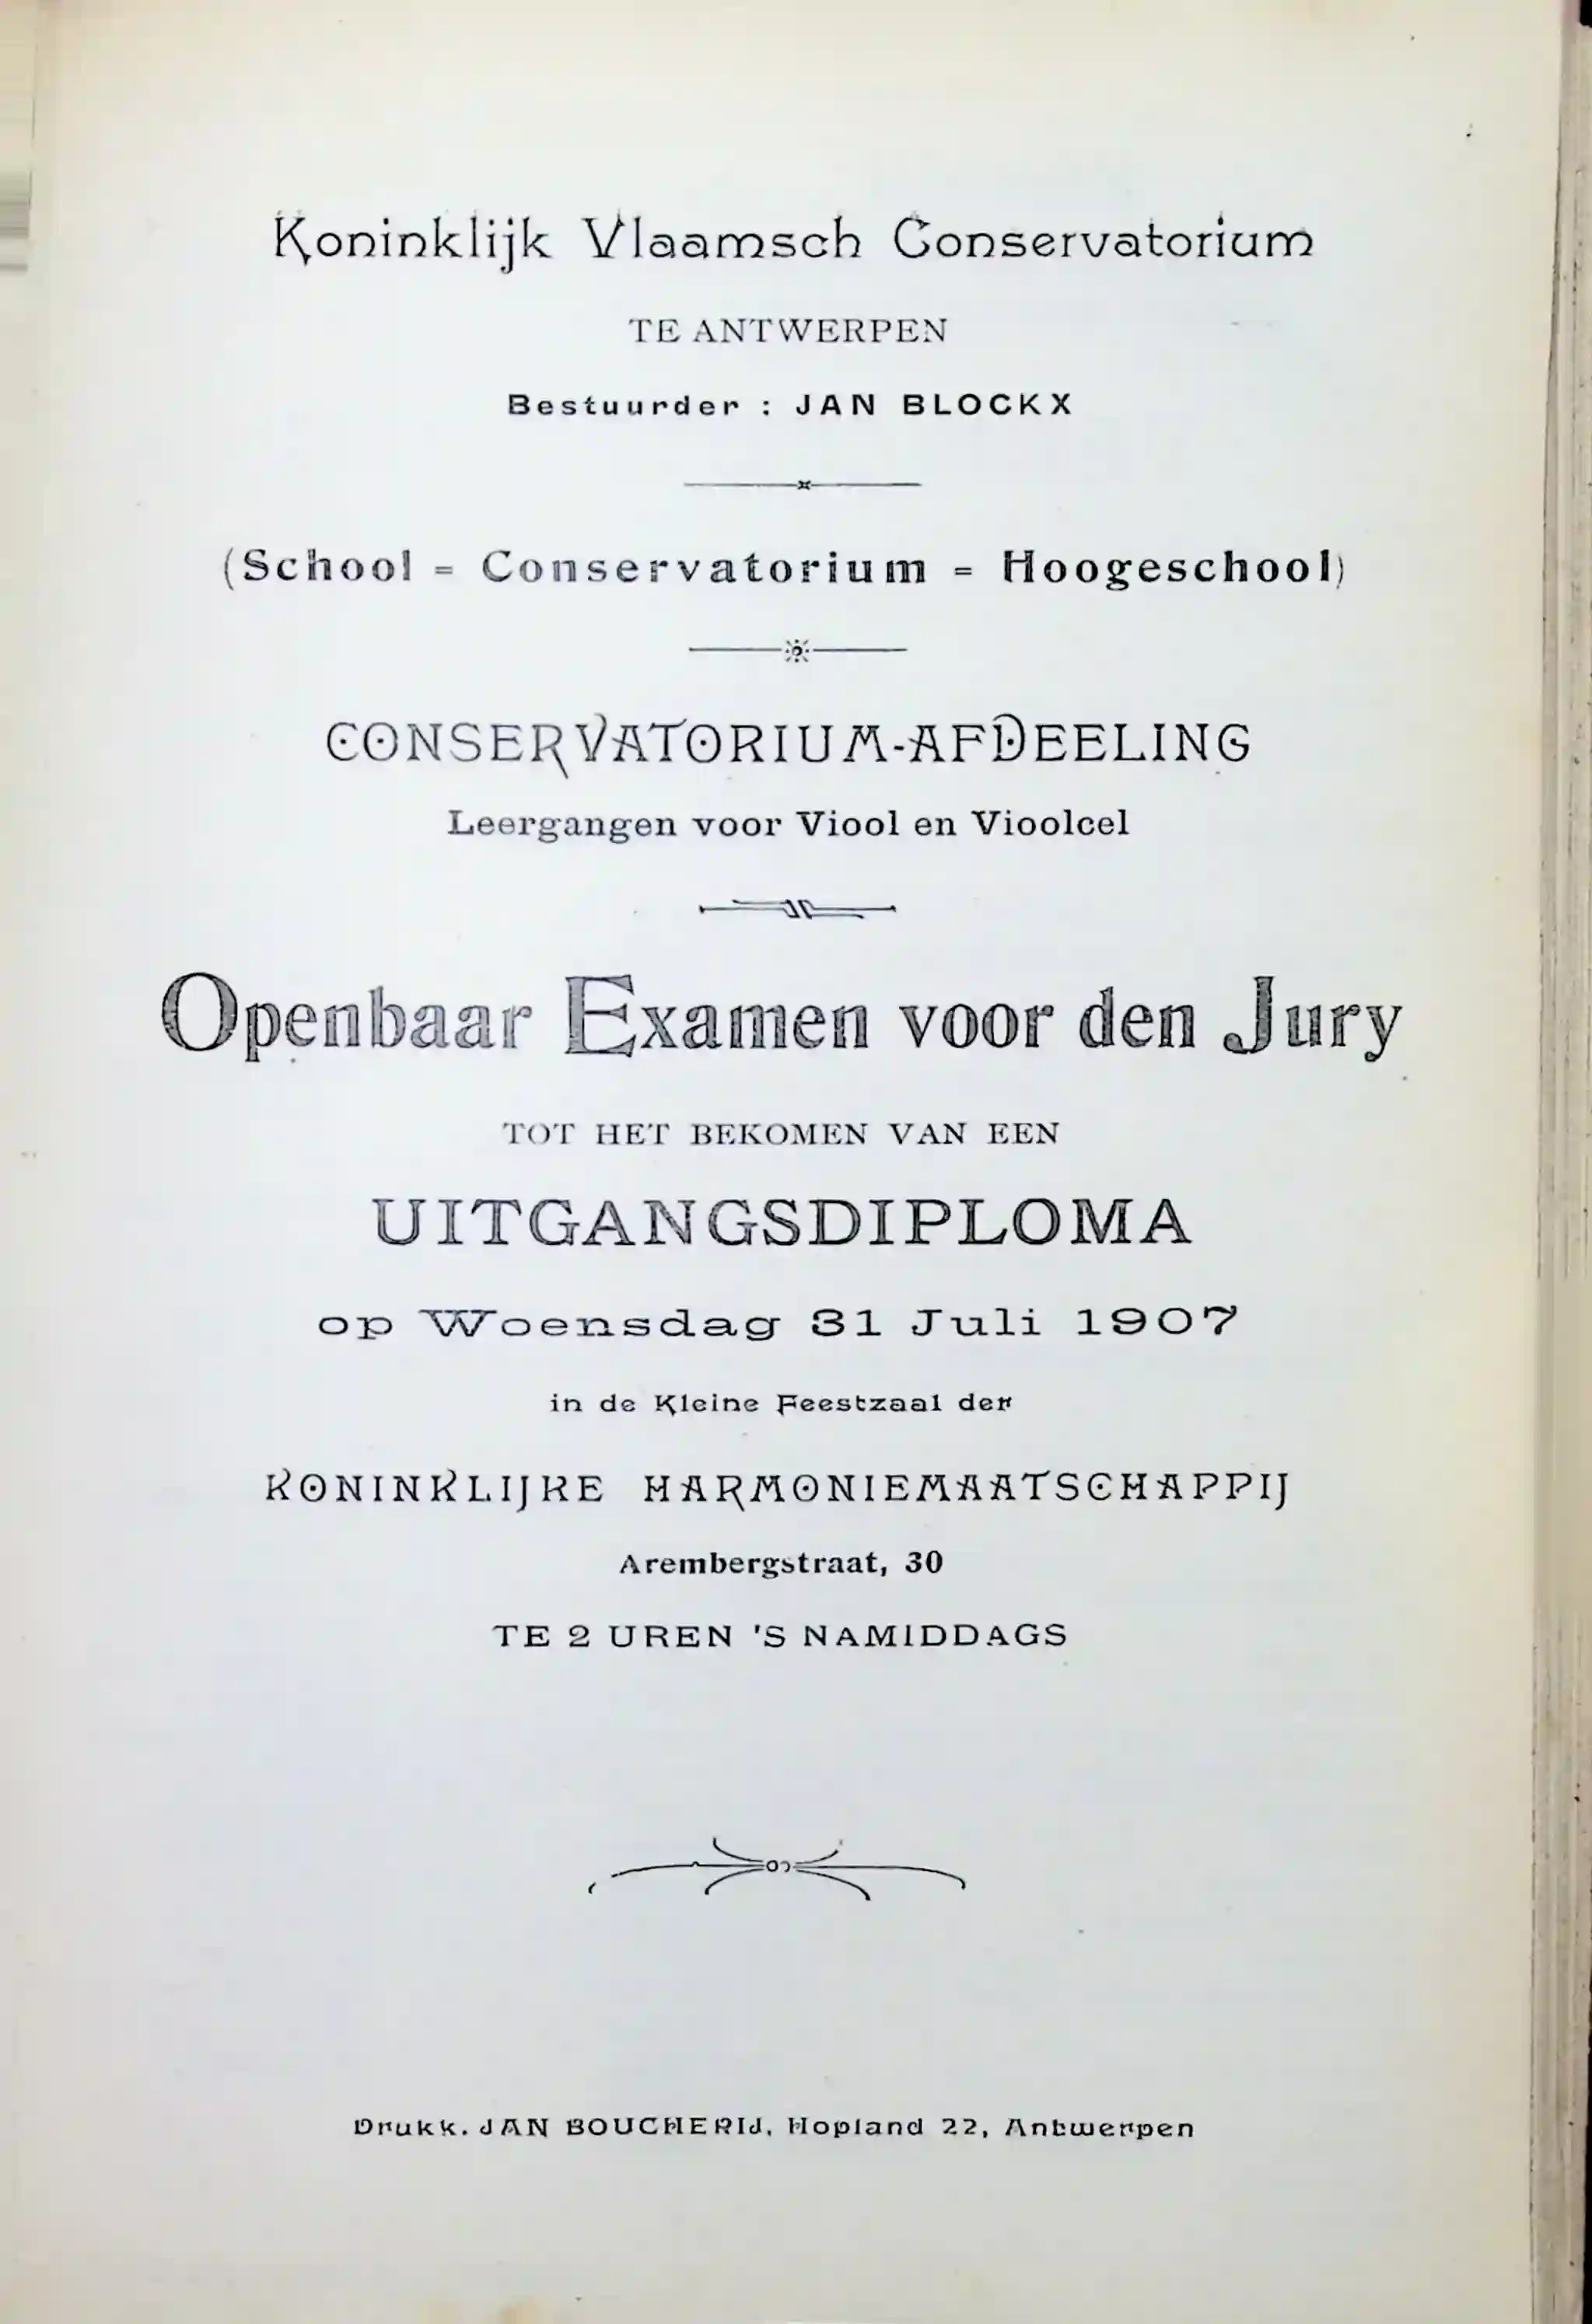 Koninklijk Vlaamsch Conservatorium
TE ANTWERPEN
Bestuurder : JAN BLOCKX
(School = Conservatorium = Hoogeschool)
CONSERVATORIUM-AFDEELING
Leergangen voor Viool en Vioolcel
Openbaar Examen voor den Jury
TOT HET BEKOMEN VAN EEN
UITGANGSDIPLOMA
op Woensdag 31 Juli 1907
in de Kleine Feestzaal der
KONINKLIJKE HARMONIEMAATSCHAPPIJ
Arembergstraat, 30
TE 2 UREN 'S NAMIDDAGS
Drukk. JAN BOUCHERIJ, Hopland 22, Antwerpen